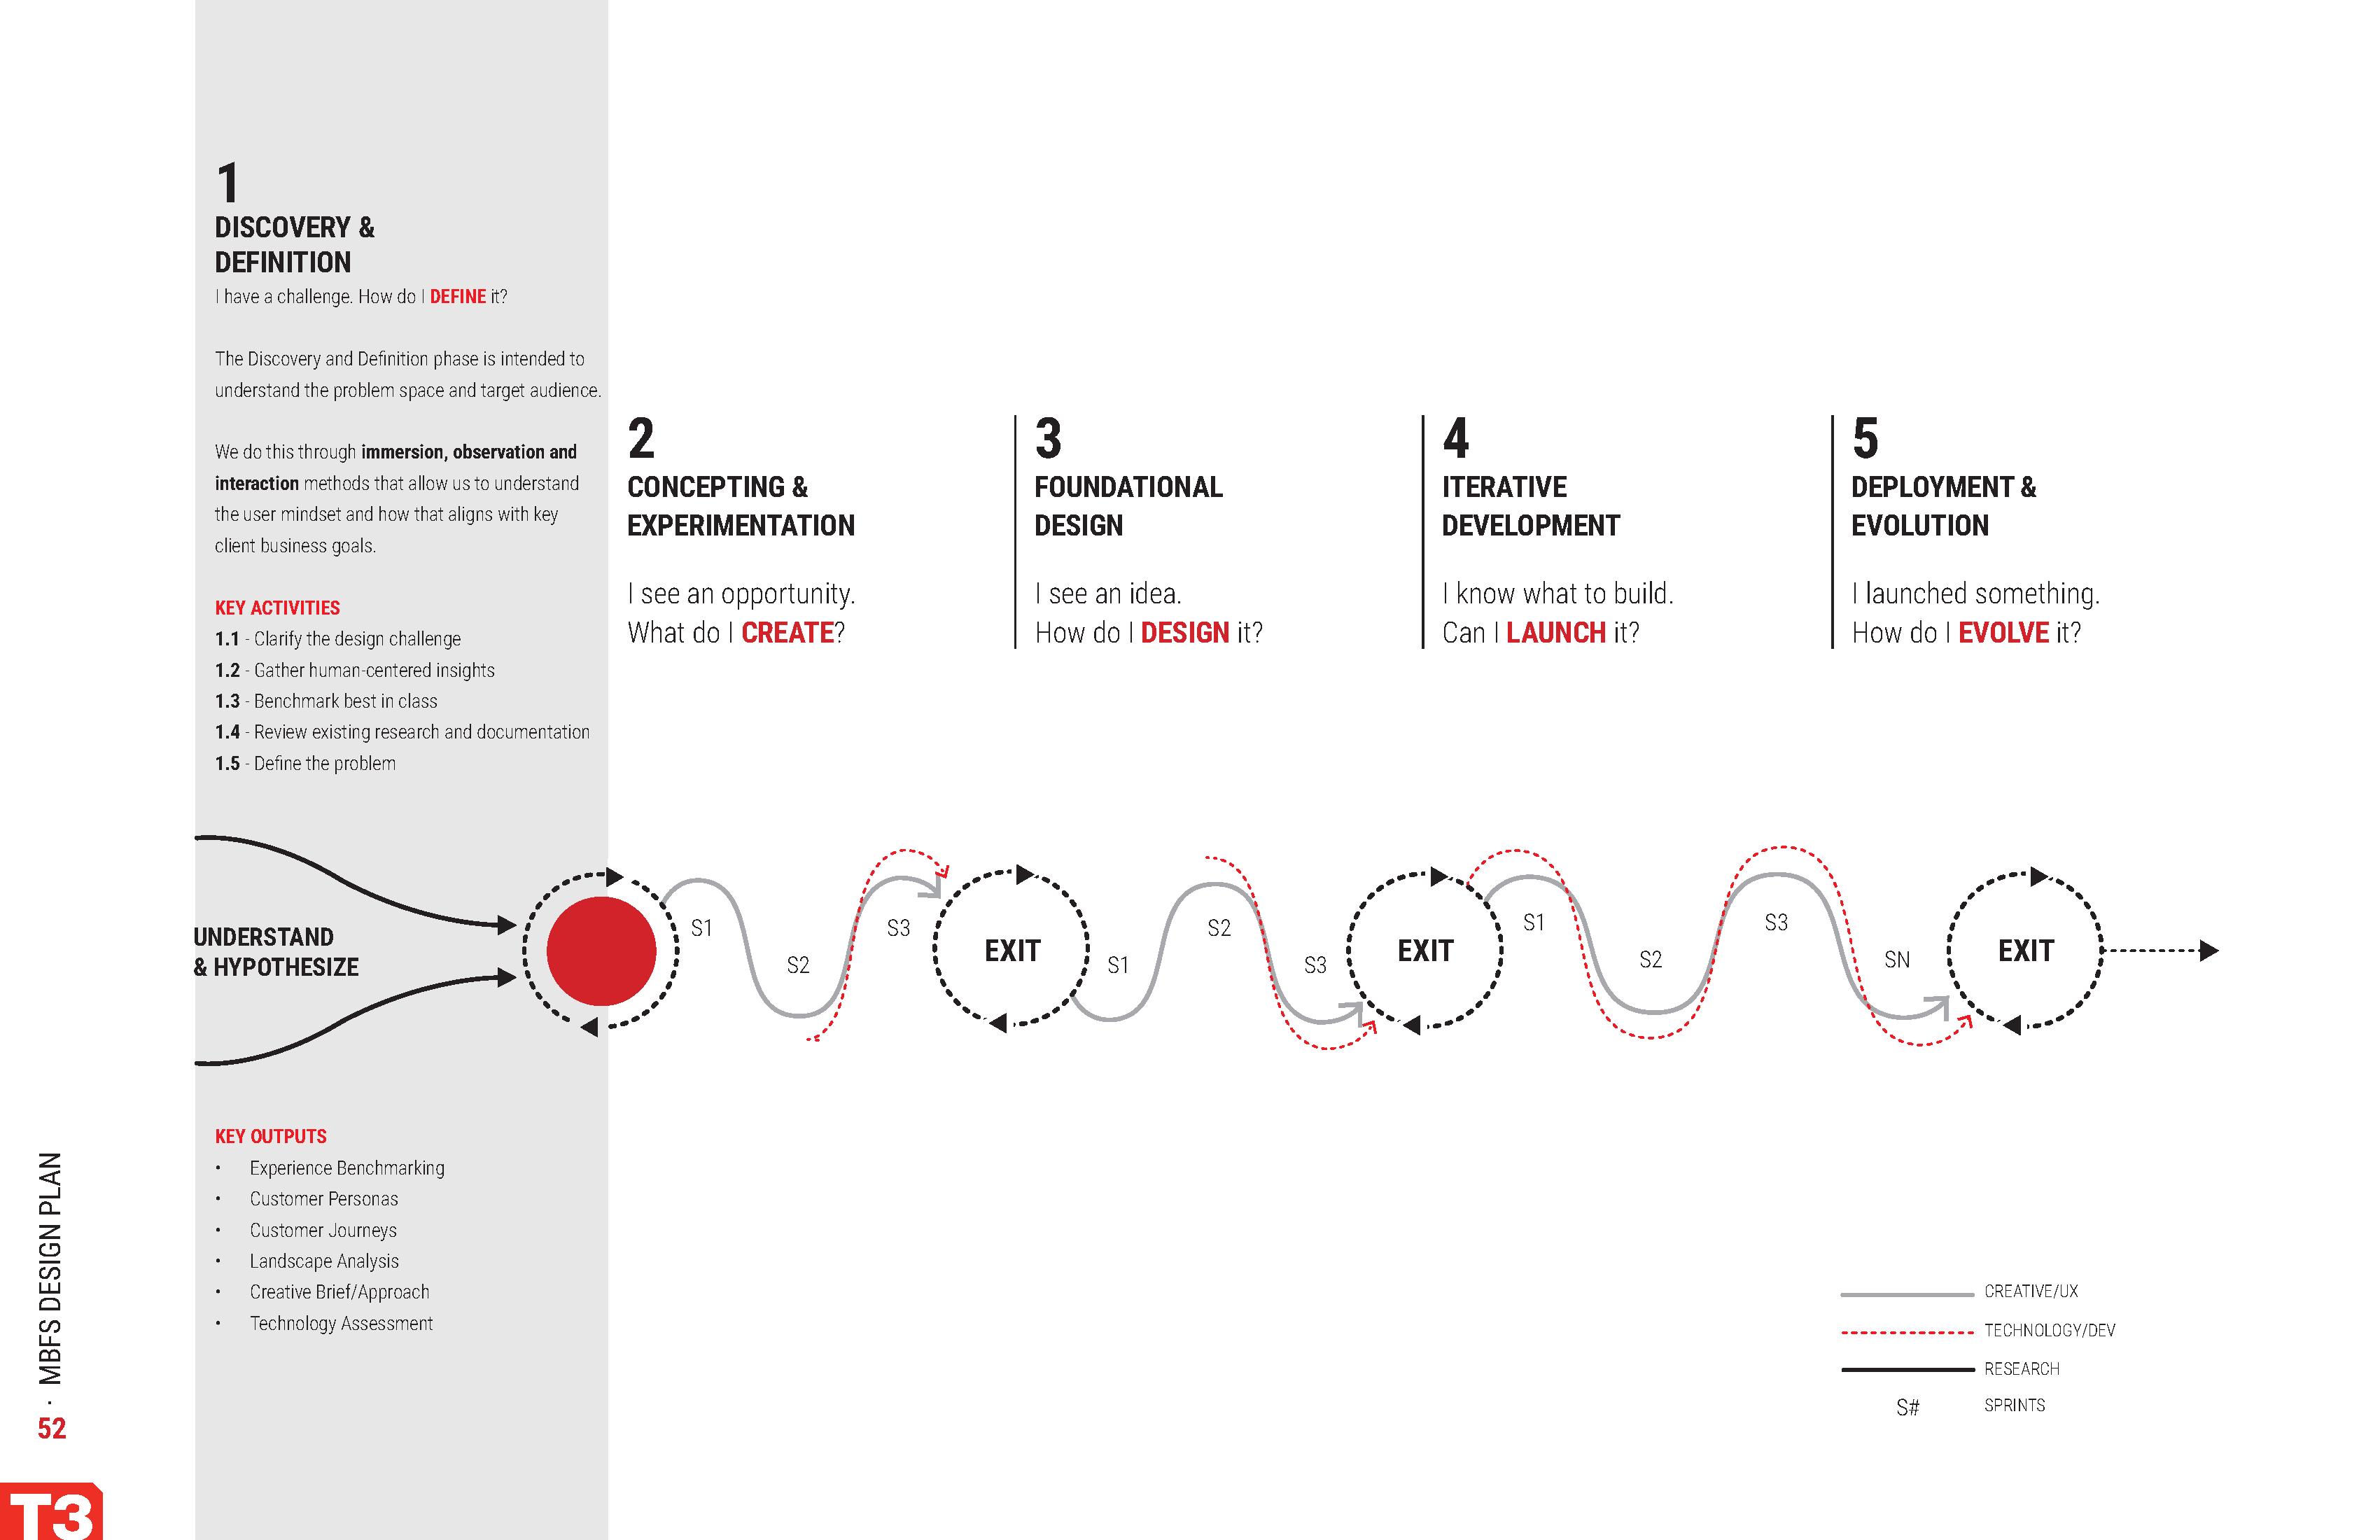 1
DISCOVERY &
DEFINITION
I have a challenge. How do I DEFINE it?
The Discovery and Definition phase is intended to
understand the problem space and target audience.
We do this through immersion, observation and
interaction methods that allow us to understand
the user mindset and how that aligns with key
client business goals.
KEY ACTIVITIES
1.1 - Clarify the design challenge
1.2 - Gather human-centered insights
1.3 - Benchmark best in class
1.4 - Review existing research and documentation
1.5 - Define the problem
2
CONCEPTING &
EXPERIMENTATION
I see an opportunity.
What do I CREATE?
3
FOUNDATIONAL
DESIGN
I see an idea.
How do I DESIGN it?
4
ITERATIVE
DEVELOPMENT
I know what to build.
Can I LAUNCH it?
5
DEPLOYMENT &
EVOLUTION
I launched something.
How do I EVOLVE it?
UNDERSTAND
& HYPOTHESIZE
S1
S2
S3
EXIT
S1
S2
S3
EXIT
S1
S2
S3
SN
EXIT
KEY OUTPUTS
• Experience Benchmarking
• Customer Personas
• Customer Journeys
• Landscape Analysis
• Creative Brief/Approach
• Technology Assessment
CREATIVE/UX
TECHNOLOGY/DEV
RESEARCH
S# SPRINTS
52 · MBFS DESIGN PLAN
T3